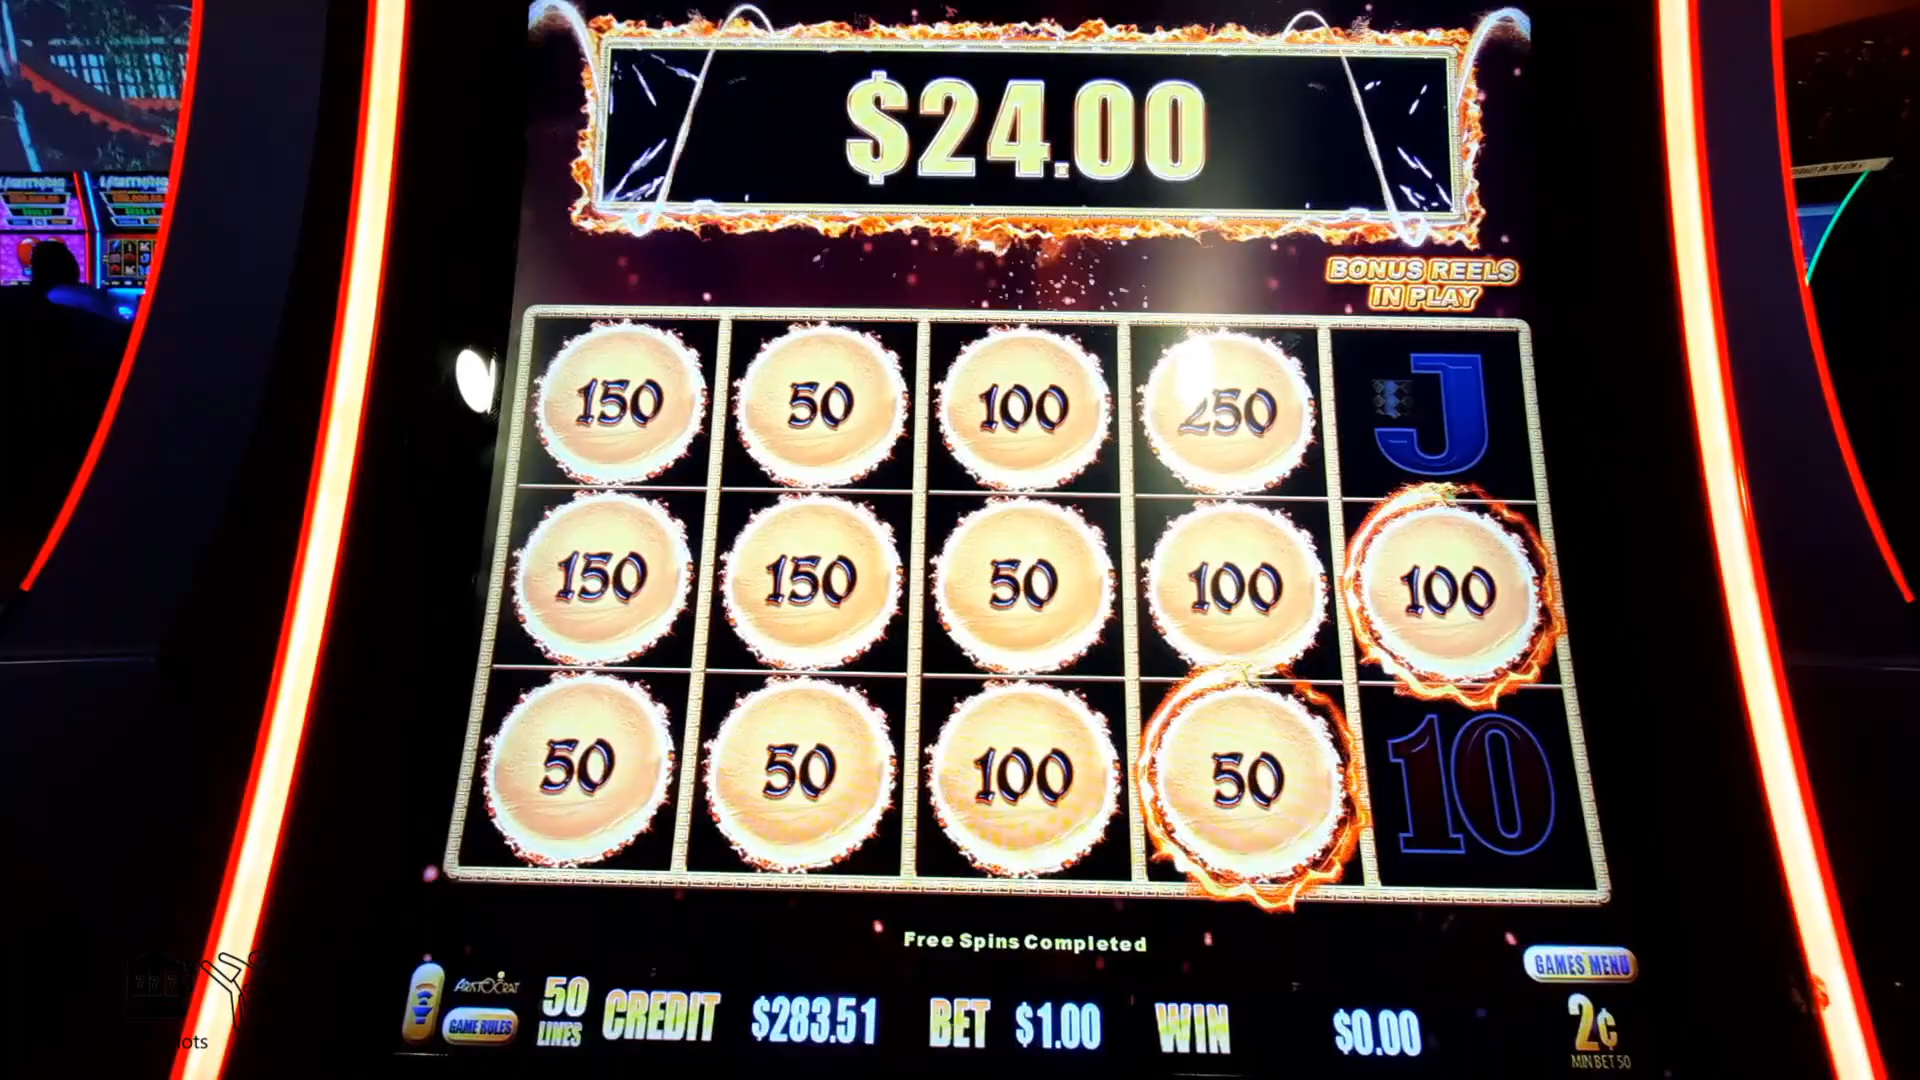 $24.00
BONUS REELS
IN PLAY
150 50 100 250 J
150 150 50 100 100
50 50 100 50 10
Free Spins Completed
GAMES MENU
ARISTOCRAT
GAME RULES
50
LINES
CREDIT $283.51 BET $1.00 WIN $0.00
2¢
MIN BET 50